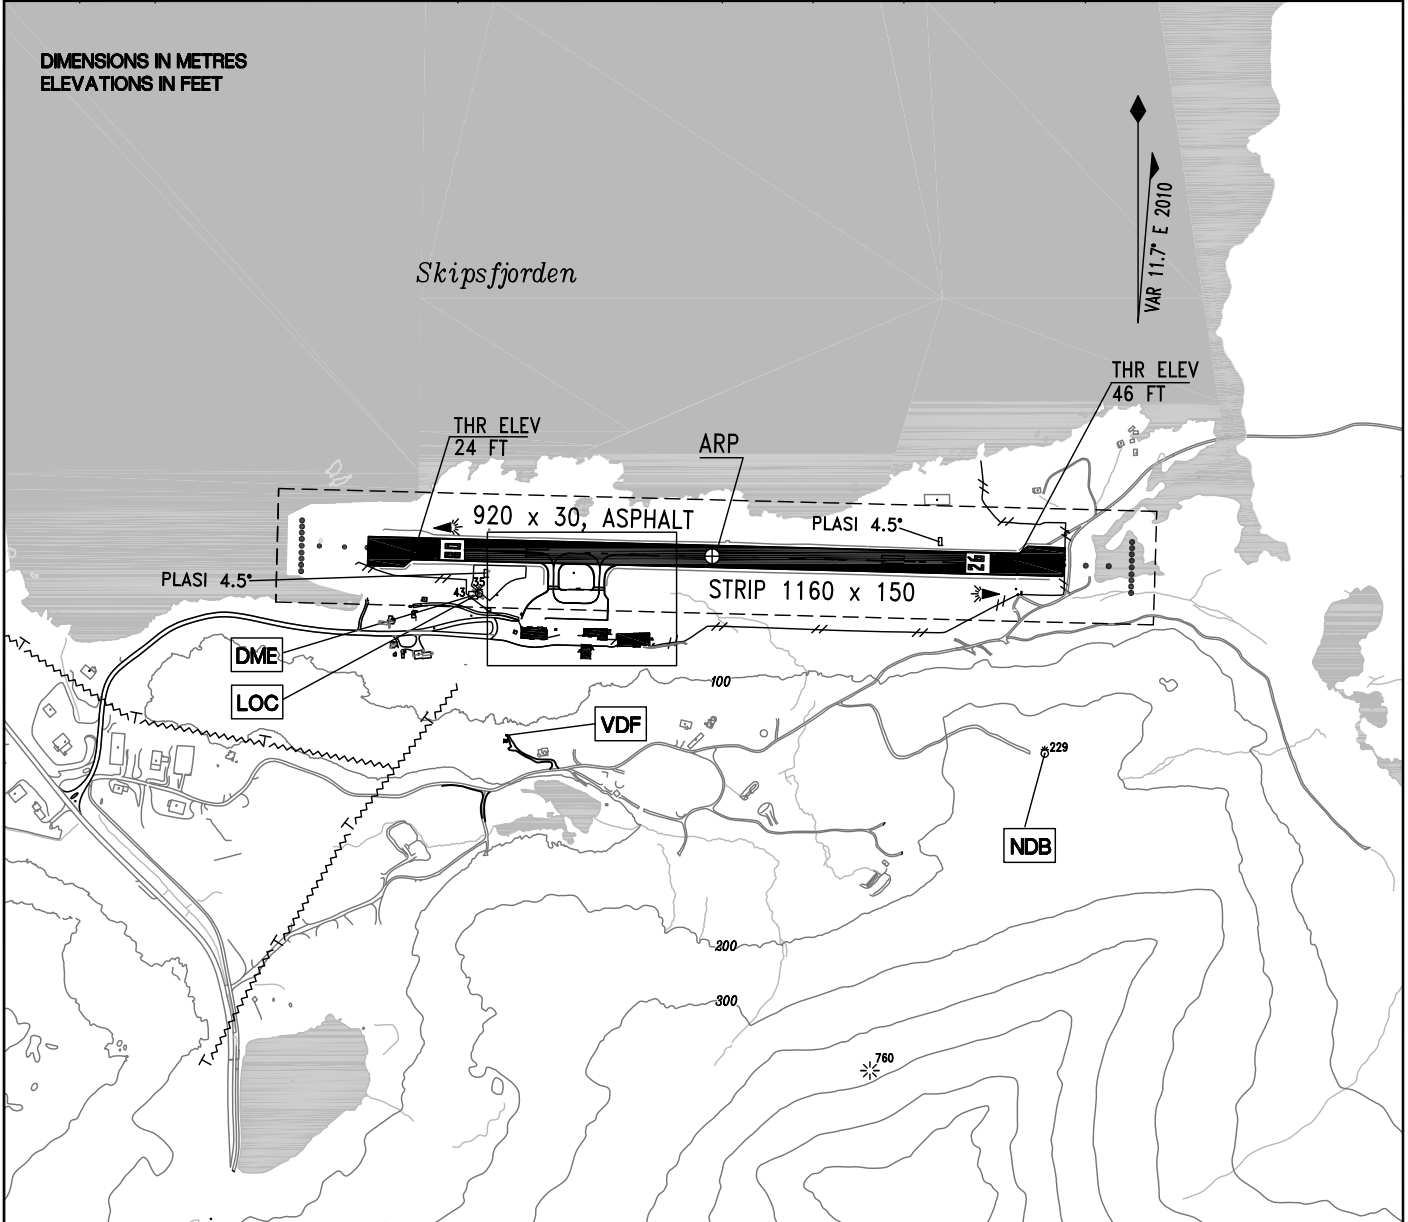 DIMENSIONS IN METRES
ELEVATIONS IN FEET
VAR 11.7° E 2010
Skipsfjorden
THR ELEV
46 FT
THR ELEV
24 FT
ARP
920 x 30, ASPHALT
PLASI 4.5°
08
26
PLASI 4.5°
35
43
STRIP 1160 x 150
DME
LOC
100
VDF
229
NDB
200
300
760